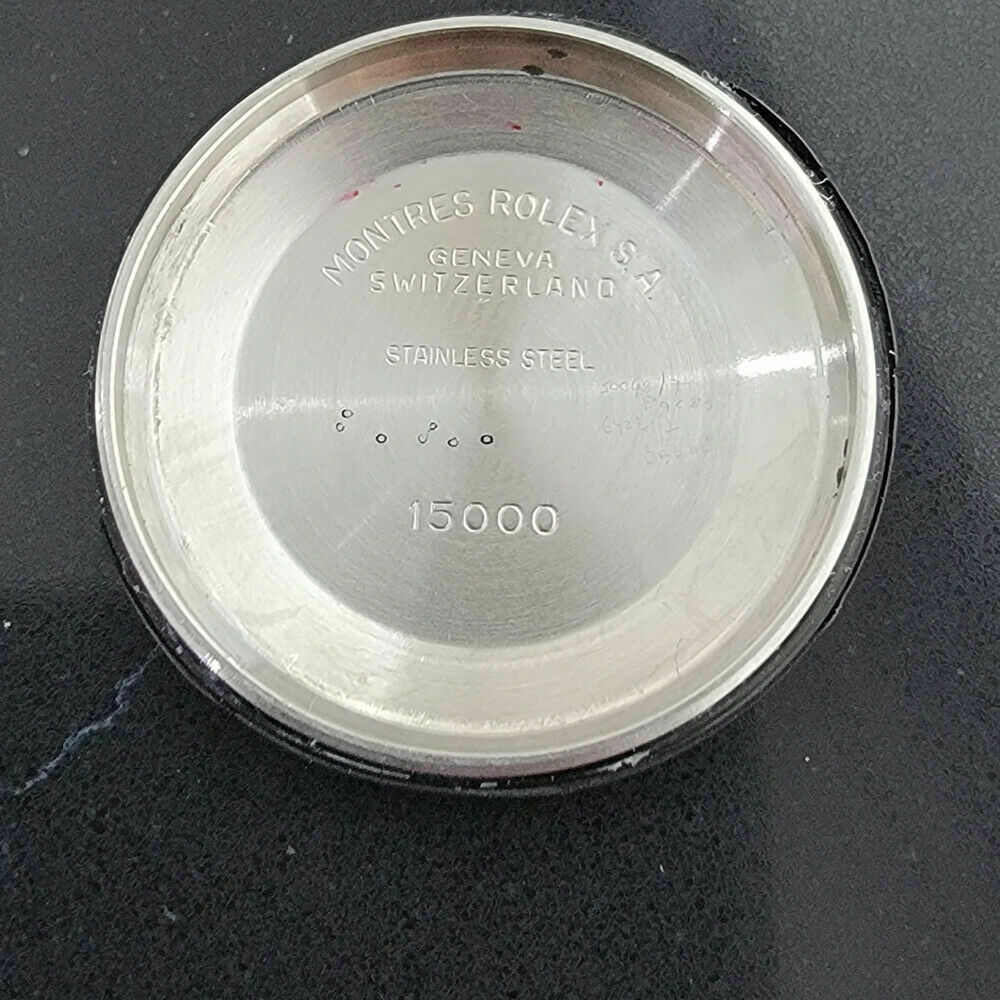 MONTRES ROLEX S.A.
GENEVA
SWITZERLAND
STAINLESS STEEL
15000